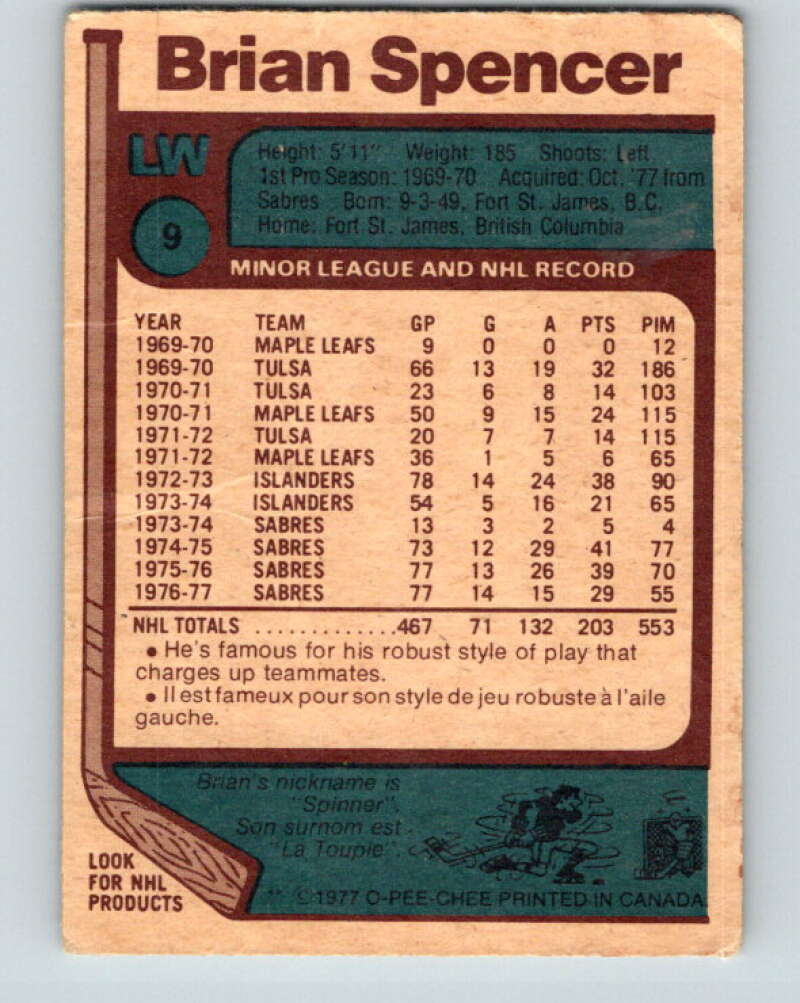 Brian Spencer
LW
9
Height: 5'11" Weight: 185 Shoots: Left
1st Pro Season: 1969-70 Acquired: Oct. '77 from
Sabres Born: 9-3-49, Fort St. James, B.C.
Home: Fort St. James, British Columbia
MINOR LEAGUE AND NHL RECORD
YEAR TEAM GP G A PTS PIM
1969-70 MAPLE LEAFS 9 0 0 0 12
1969-70 TULSA 66 13 19 32 186
1970-71 TULSA 23 6 8 14 103
1970-71 MAPLE LEAFS 50 9 15 24 115
1971-72 TULSA 20 7 7 14 115
1971-72 MAPLE LEAFS 36 1 5 6 65
1972-73 ISLANDERS 78 14 24 38 90
1973-74 ISLANDERS 54 5 16 21 65
1973-74 SABRES 13 3 2 5 4
1974-75 SABRES 73 12 29 41 77
1975-76 SABRES 77 13 26 39 70
1976-77 SABRES 77 14 15 29 55
NHL TOTALS .............467 71 132 203 553
• He's famous for his robust style of play that
charges up teammates.
• Il est fameux pour son style de jeu robuste à l'aile
gauche.
Brian's nickname is
"Spinner".
Son surnom est
"La Toupie".
LOOK
FOR NHL
PRODUCTS
** ©1977 O-PEE-CHEE PRINTED IN CANADA